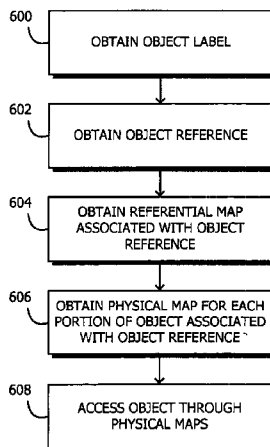 600
OBTAIN OBJECT LABEL
602
OBTAIN OBJECT REFERENCE
604
OBTAIN REFERENTIAL MAP
ASSOCIATED WITH OBJECT
REFERENCE
606
OBTAIN PHYSICAL MAP FOR EACH
PORTION OF OBJECT ASSOCIATED
WITH OBJECT REFERENCE
608
ACCESS OBJECT THROUGH
PHYSICAL MAPS